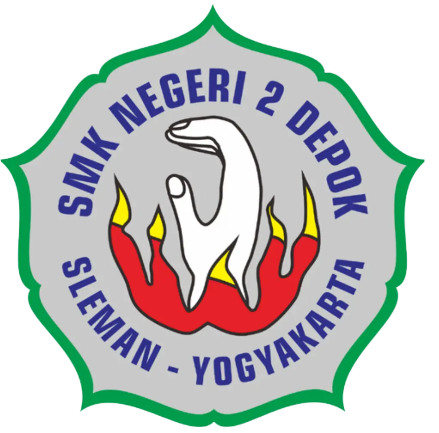 SMK NEGERI 2 DEPOK
SLEMAN - YOGYAKARTA